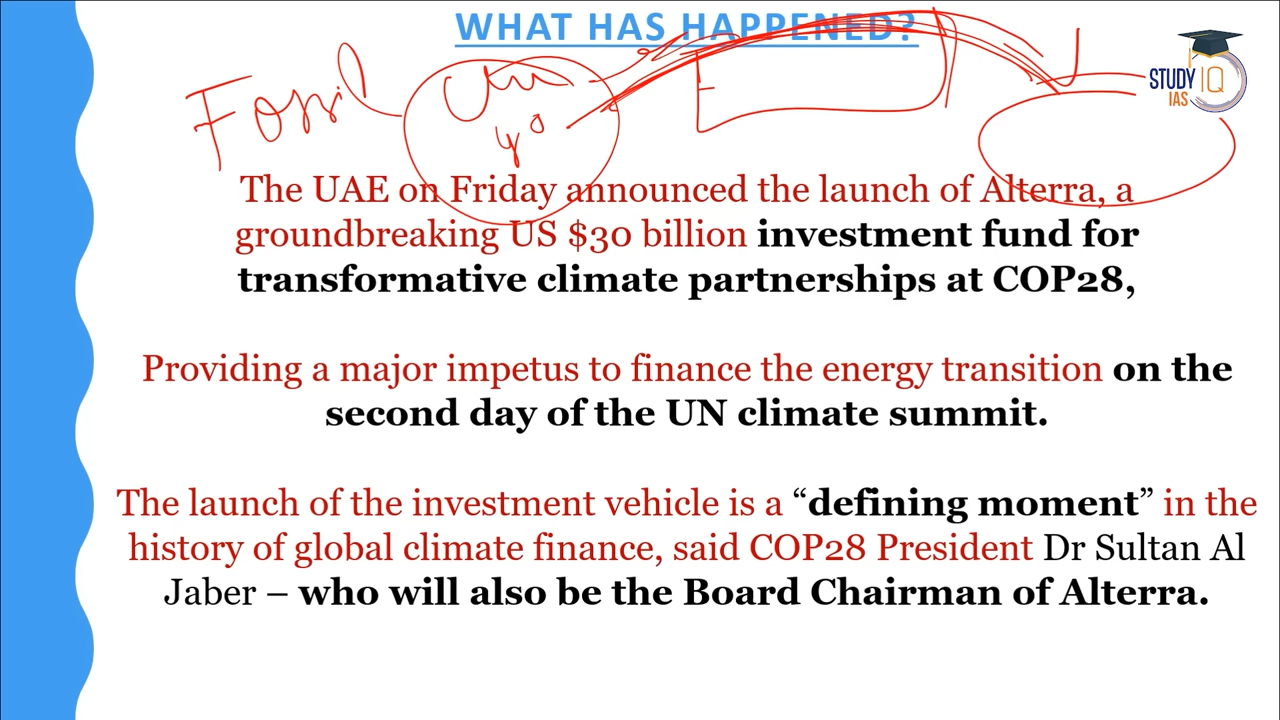 WHAT HAS HAPPENED?
STUDY IQ
IAS
Fossil
The UAE on Friday announced the launch of Alterra, a
groundbreaking US $30 billion investment fund for
transformative climate partnerships at COP28,
Providing a major impetus to finance the energy transition on the
second day of the UN climate summit.
The launch of the investment vehicle is a “defining moment” in the
history of global climate finance, said COP28 President Dr Sultan Al
Jaber – who will also be the Board Chairman of Alterra.